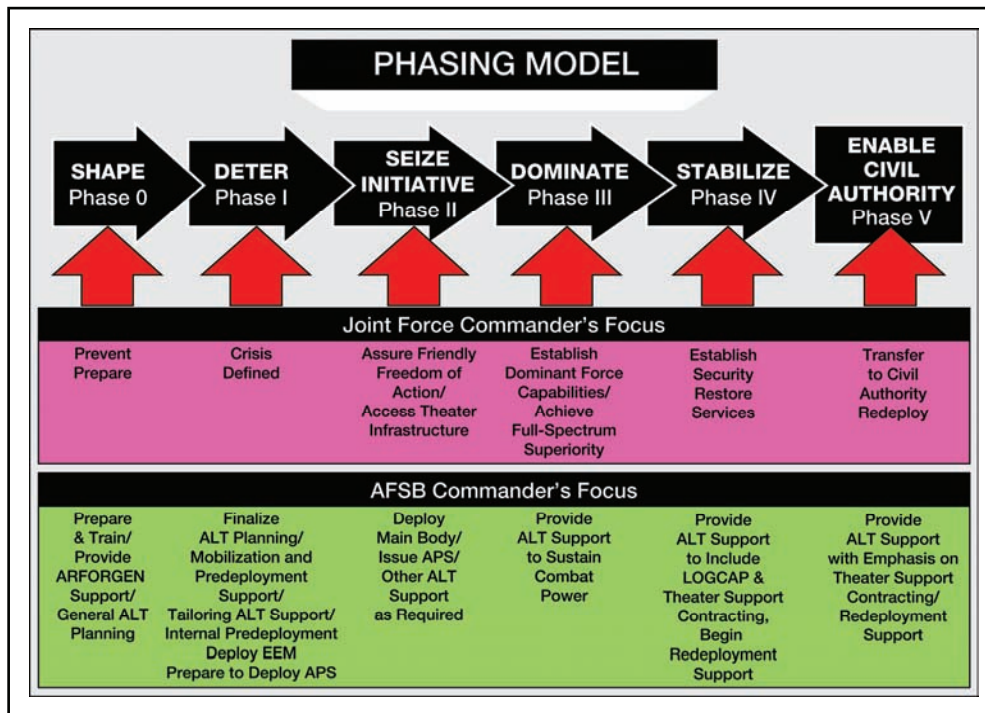 PHASING MODEL
SHAPE
Phase 0
DETER
Phase I
SEIZE
INITIATIVE
Phase II
DOMINATE
Phase III
STABILIZE
Phase IV
ENABLE
CIVIL
AUTHORITY
Phase V
Joint Force Commander's Focus
Prevent
Prepare
Crisis
Defined
Assure Friendly
Freedom of
Action/
Access Theater
Infrastructure
Establish
Dominant Force
Capabilities/
Achieve
Full-Spectrum
Superiority
Establish
Security
Restore
Services
Transfer
to Civil
Authority
Redeploy
AFSB Commander's Focus
Prepare
& Train/
Provide
ARFORGEN
Support/
General ALT
Planning
Finalize
ALT Planning/
Mobilization and
Predeployment
Support/
Tailoring ALT Support/
Internal Predeployment
Deploy EEM
Prepare to Deploy APS
Deploy
Main Body/
Issue APS/
Other ALT
Support
as Required
Provide
ALT Support
to Sustain
Combat
Power
Provide
ALT Support
to Include
LOGCAP &
Theater Support
Contracting,
Begin
Redeployment
Support
Provide
ALT Support
with Emphasis on
Theater Support
Contracting/
Redeployment
Support